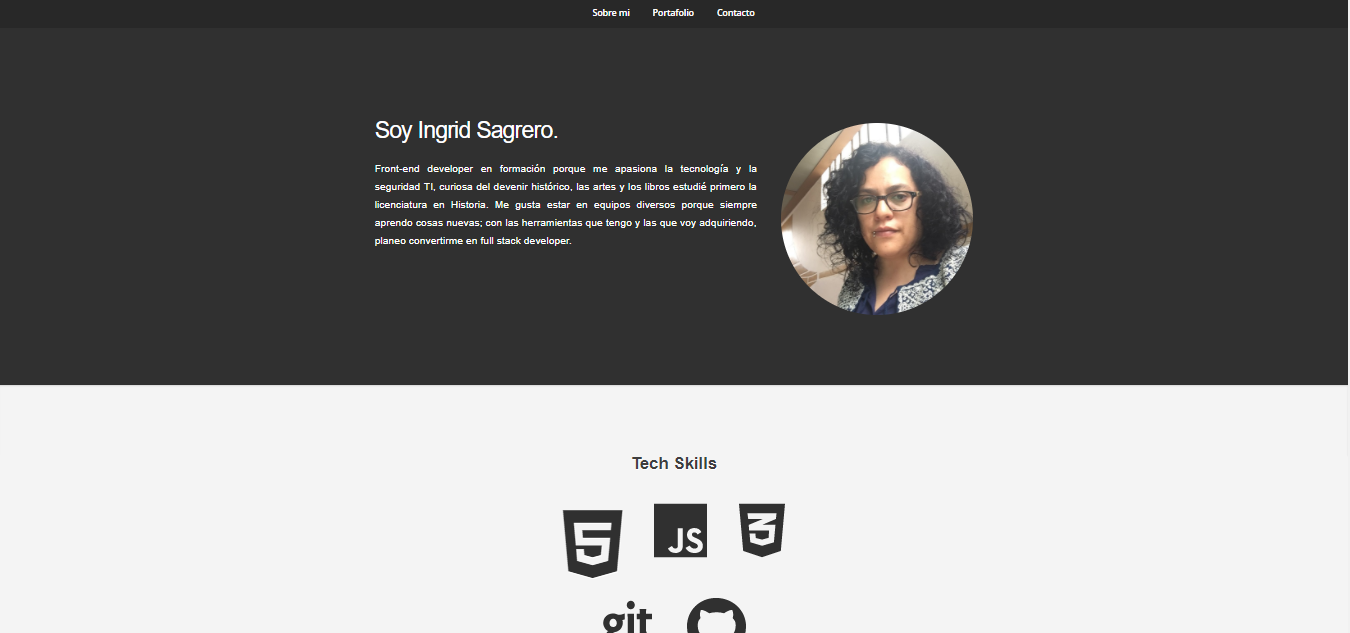 Sobre mi Portafolio Contacto
Soy Ingrid Sagrero.
Front-end developer en formación porque me apasiona la tecnología y la
seguridad TI, curiosa del devenir histórico, las artes y los libros estudié primero la
licenciatura en Historia. Me gusta estar en equipos diversos porque siempre
aprendo cosas nuevas; con las herramientas que tengo y las que voy adquiriendo,
planeo convertirme en full stack developer.
Tech Skills
5 JS 3
git